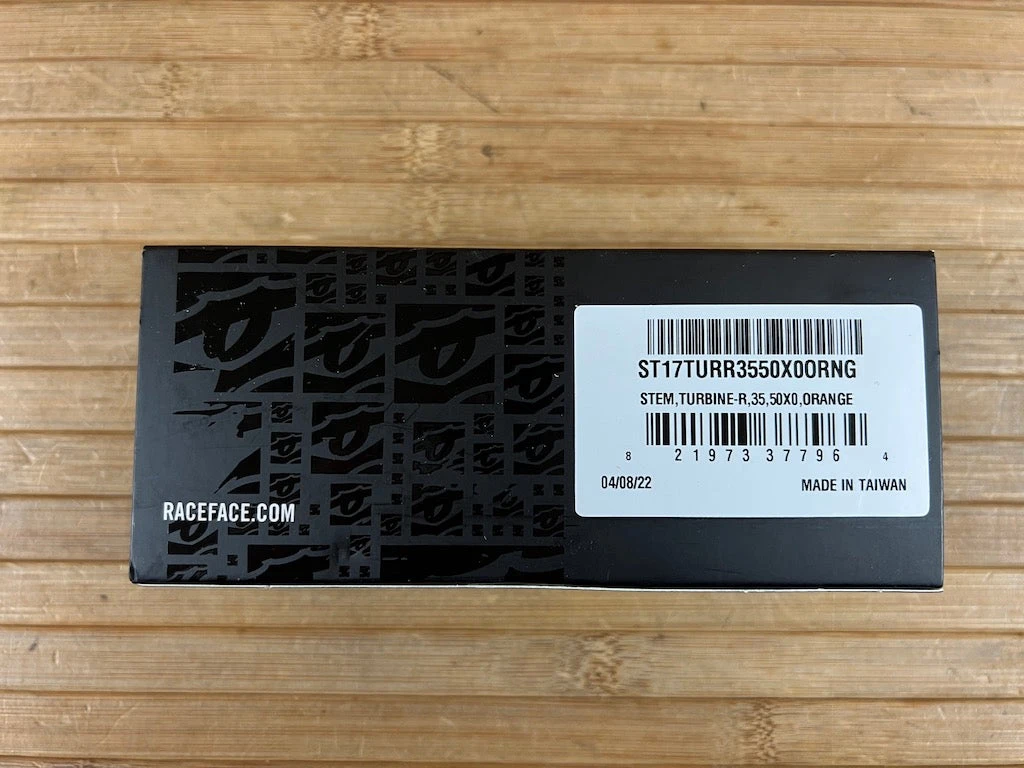 ST17TURR3550X0ORNG
STEM,TURBINE-R,35,50X0,ORANGE
8 21973 37796 4
04/08/22 MADE IN TAIWAN
RACEFACE.COM